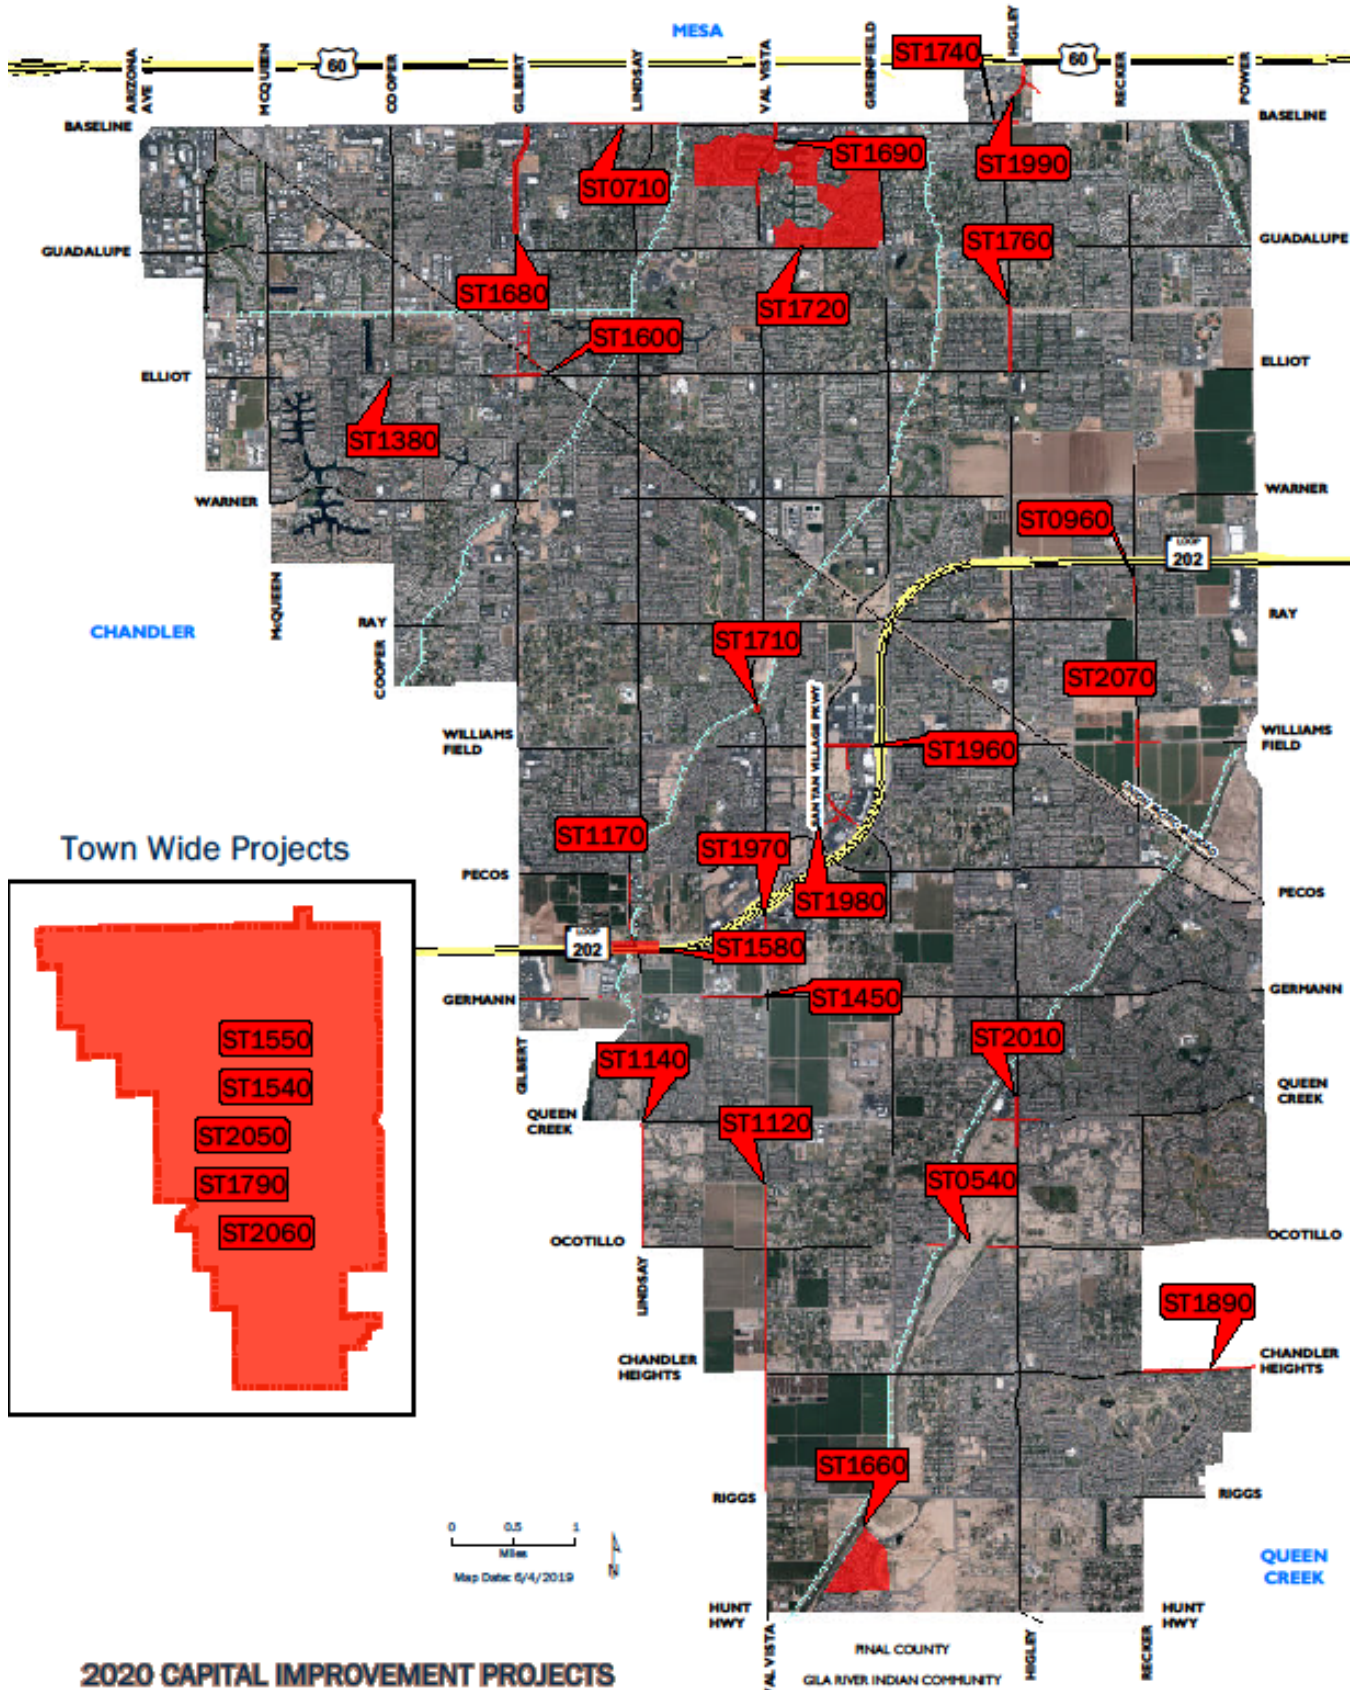 MESA
ARIZONA
AVE
MCQUEEN
60
COOPER
GILBERT
LINDSAY
VAL VISTA
GREENFIELD
ST1740
HIGLEY
60
RECKER
POWER
BASELINE
BASELINE
ST0710
ST1690
ST1990
GUADALUPE
GUADALUPE
ST1680
ST1720
ST1760
ST1600
ELLIOT
ELLIOT
ST1380
WARNER
WARNER
ST0960
LOOP
202
CHANDLER
MCQUEEN
RAY
RAY
COOPER
ST1710
ST2070
WILLIAMS
FIELD
WILLIAMS
FIELD
SAN TAN VILLAGE PKWY
ST1960
Town Wide Projects
ST1170
ST1970
PECOS
PECOS
ST1980
LOOP
202
ST1580
GERMANN
GERMANN
ST1450
ST1550
ST1540
ST2050
ST1790
ST2060
GILBERT
ST1140
ST2010
QUEEN
CREEK
QUEEN
CREEK
ST1120
ST0540
OCOTILLO
OCOTILLO
LINDSAY
ST1890
CHANDLER
HEIGHTS
CHANDLER
HEIGHTS
ST1660
RIGGS
RIGGS
0 0.5 1
Miles
Map Date: 6/4/2019
N
QUEEN
CREEK
HUNT
HWY
HUNT
HWY
VAL VISTA
PINAL COUNTY
GILA RIVER INDIAN COMMUNITY
HIGLEY
RECKER
2020 CAPITAL IMPROVEMENT PROJECTS